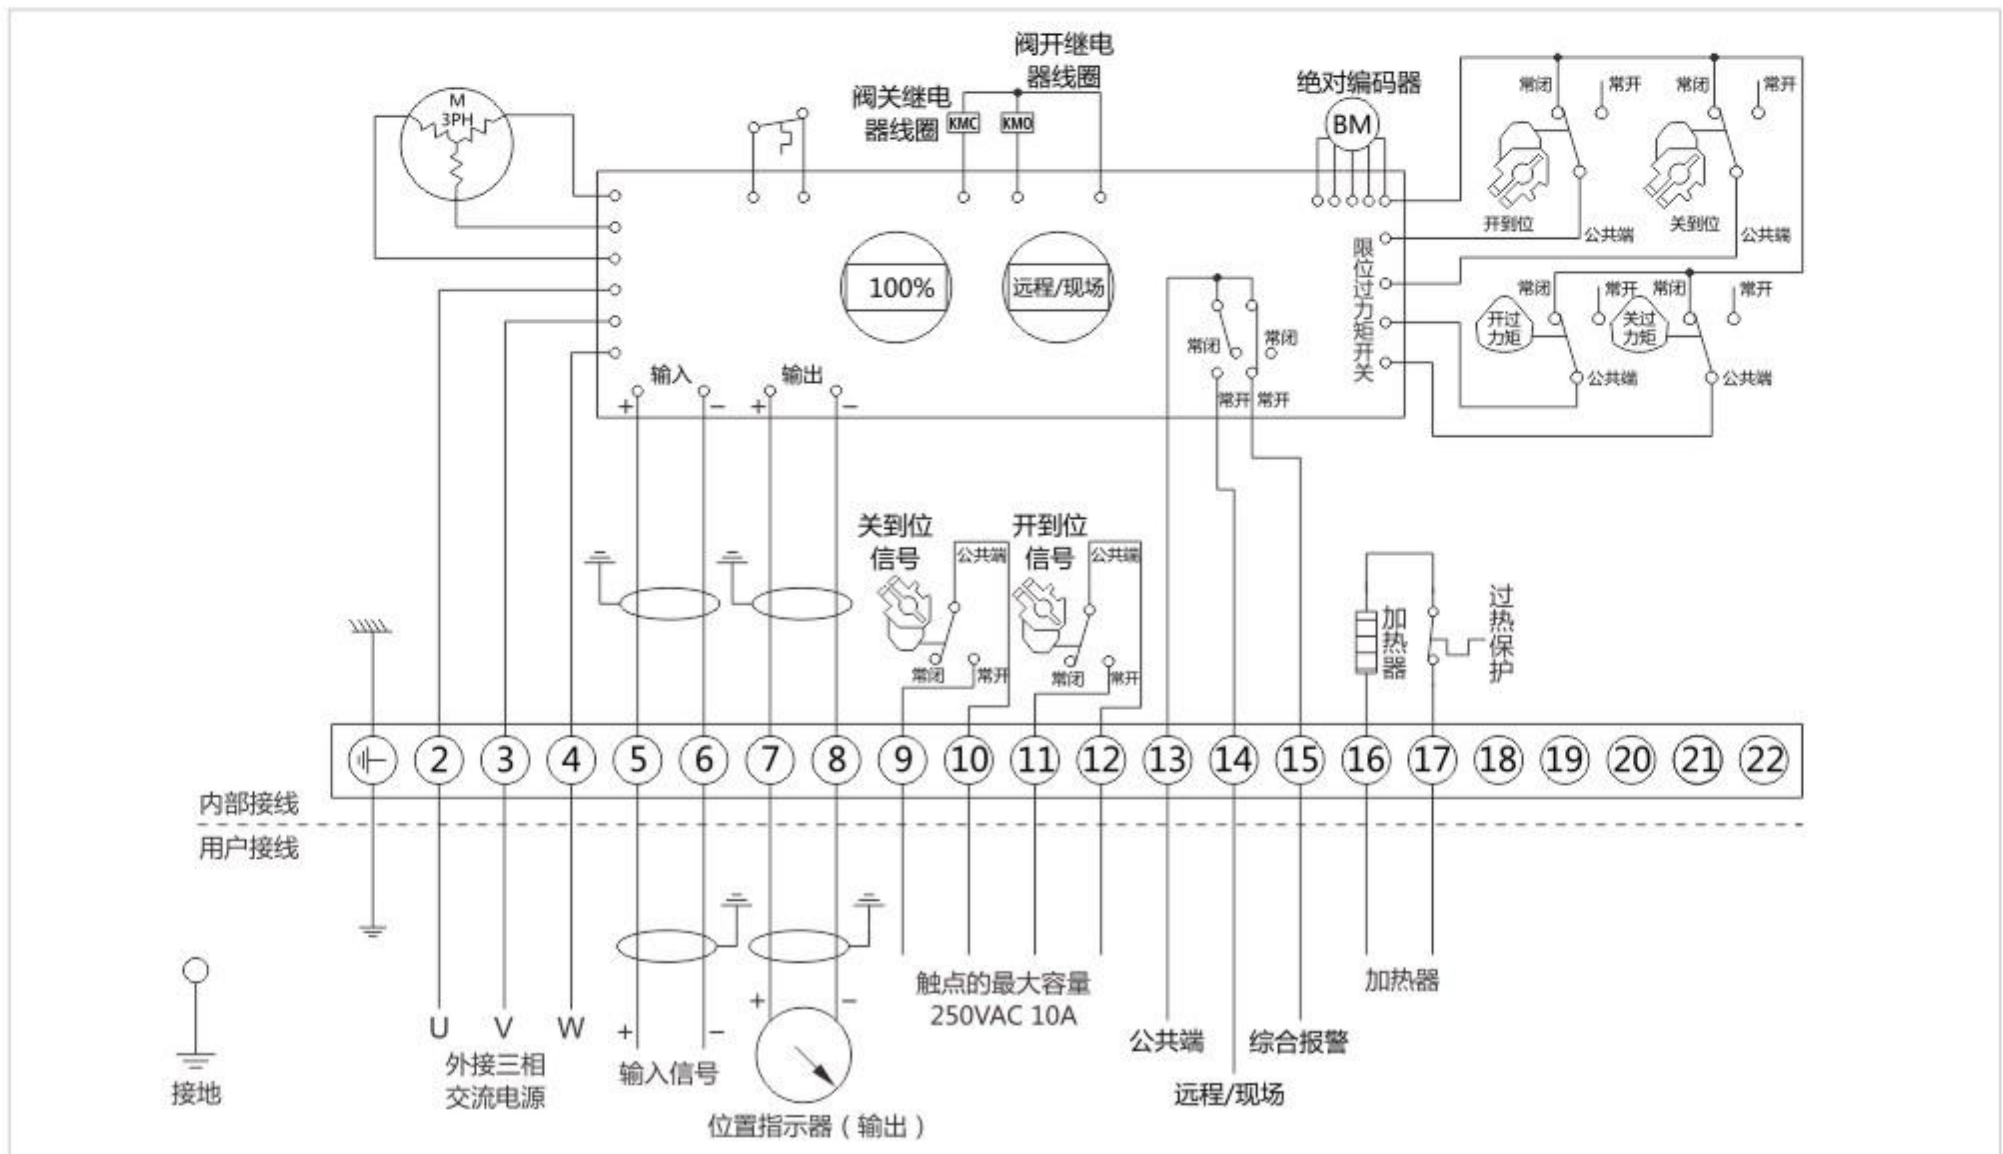 阀开继电
器线圈
阀关继电
器线圈
KMC
KMO
M
3PH
绝对编码器
BM
常闭
常开
常闭
常开
开到位
公共端
关到位
公共端
100%
远程/现场
限位过力矩开关
常闭
常开
常闭
常开
开过
力矩
关过
力矩
公共端
公共端
常闭
常闭
常开
常开
输入
+
−
输出
+
−
关到位
信号
公共端
常闭
常开
开到位
信号
公共端
常闭
常开
加热器
过热保护
2 3 4 5 6 7 8 9 10 11 12 13 14 15 16 17 18 19 20 21 22
内部接线
用户接线
接地
U V W
外接三相
交流电源
+
−
输入信号
+
−
位置指示器（输出）
触点的最大容量
250VAC 10A
公共端
远程/现场
综合报警
加热器